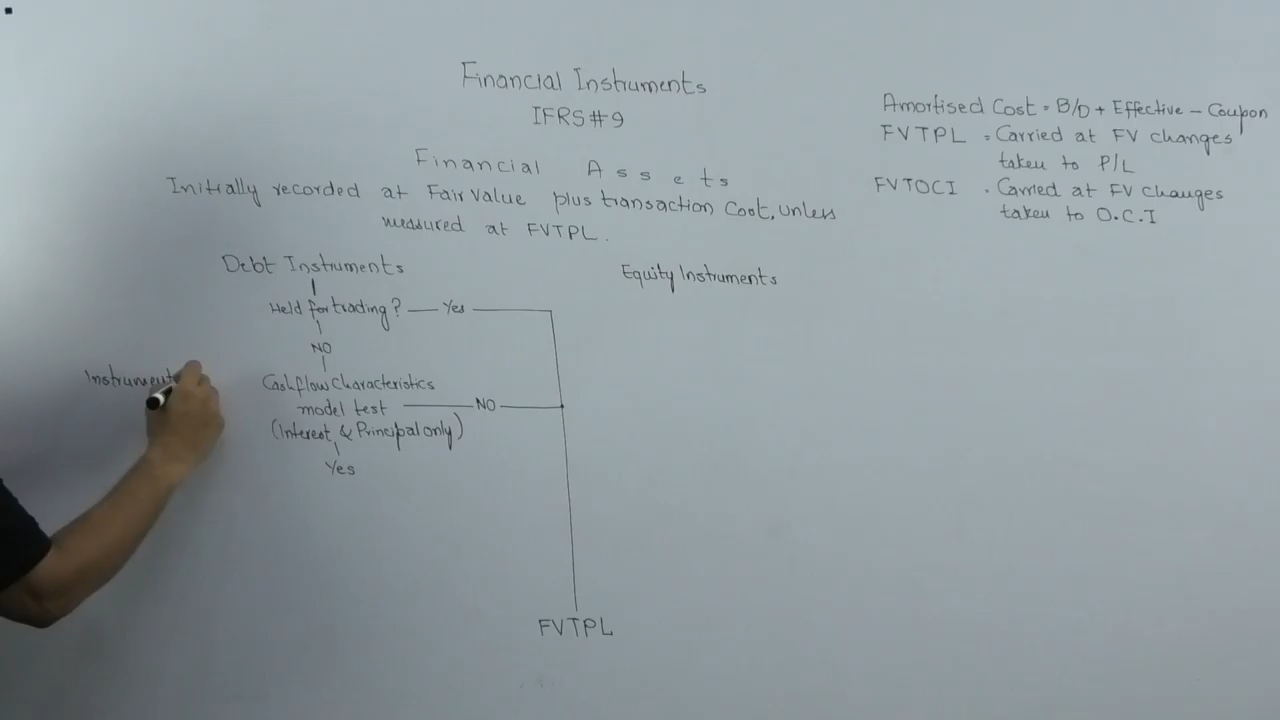 Financial Instruments
IFRS#9
Financial Assets
Initially recorded at Fair Value plus transaction Cost, unless
measured at FVTPL.
Amortised Cost = B/D + Effective - Coupon
FVTPL = Carried at FV changes
taken to P/L
FVTOCI = Carried at FV changes
taken to O.C.I
Debt Instruments
Held for trading? Yes
NO
Cashflow Characteristics
model test NO
(Interest & Principal only)
Yes
Instrument
Equity Instruments
FVTPL